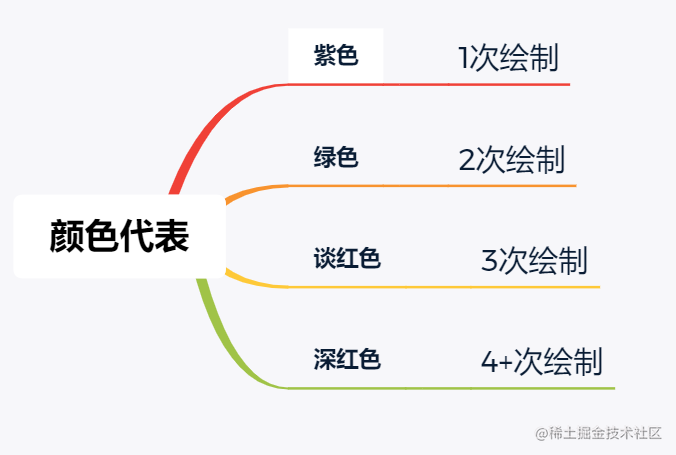 紫色 1次绘制
绿色 2次绘制
颜色代表
谈红色 3次绘制
深红色 4+次绘制
@稀土掘金技术社区